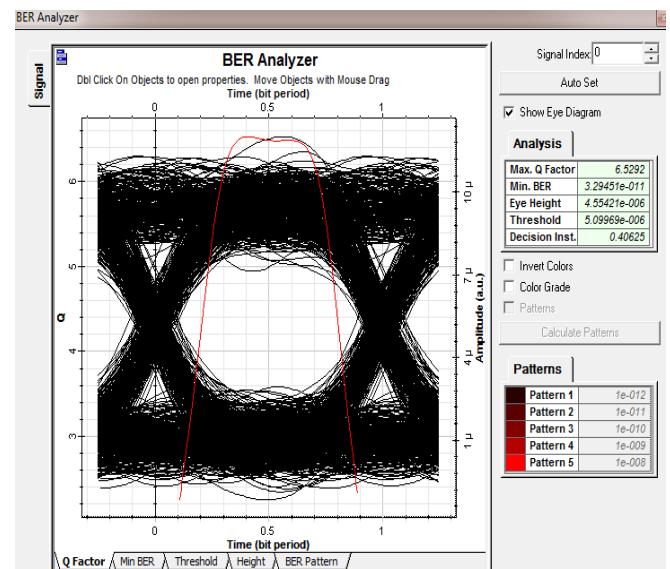 BER Analyzer
Signal
BER Analyzer
Dbl Click On Objects to open properties. Move Objects with Mouse Drag
Time (bit period)
0 0.5 1
Q
6
5
4
3
Amplitude (a.u.)
10 µ
7 µ
4 µ
1 µ
0 0.5 1
Time (bit period)
Q Factor Min BER Threshold Height BER Pattern
Signal Index: 0
Auto Set
Show Eye Diagram
Analysis
Max. Q Factor 6.5292
Min. BER 3.29451e-011
Eye Height 4.55421e-006
Threshold 5.09969e-006
Decision Inst. 0.40625
Invert Colors
Color Grade
Patterns
Calculate Patterns
Patterns
Pattern 1 1e-012
Pattern 2 1e-011
Pattern 3 1e-010
Pattern 4 1e-009
Pattern 5 1e-008